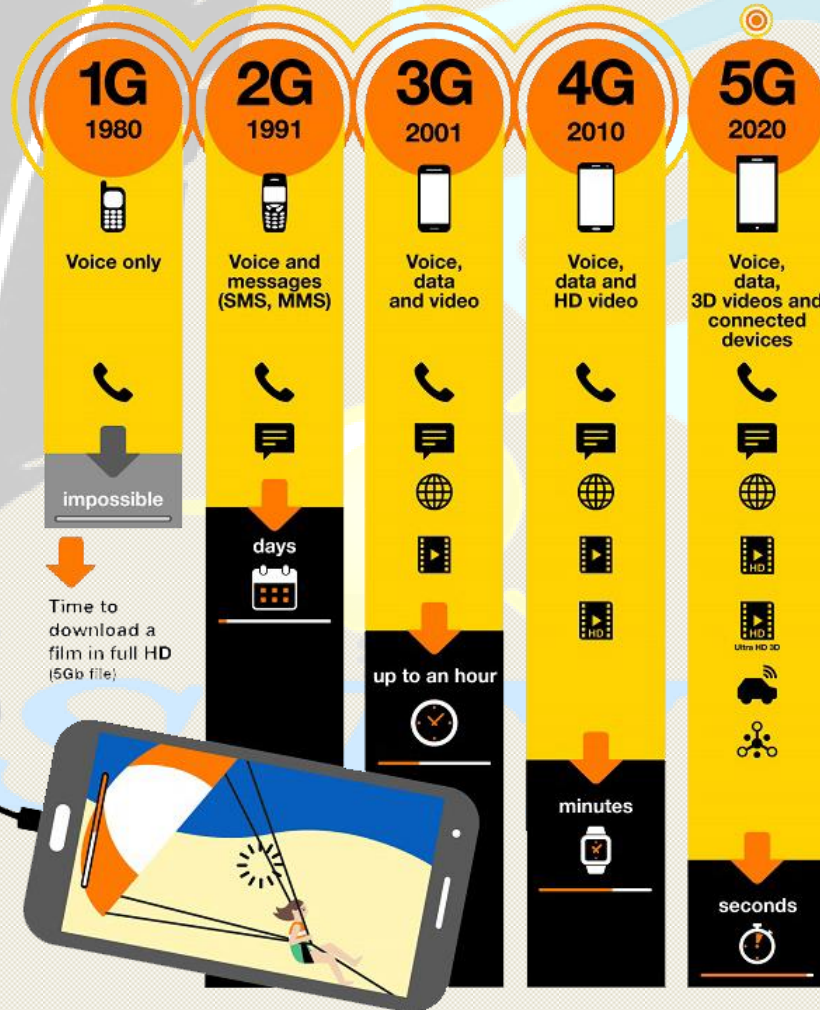 1G
1980
Voice only
impossible
Time to
download a
film in full HD
(5Gb file)
2G
1991
Voice and
messages
(SMS, MMS)
days
3G
2001
Voice,
data
and video
up to an hour
4G
2010
Voice,
data and
HD video
HD
minutes
5G
2020
Voice,
data,
3D videos and
connected
devices
HD
HD
Ultra HD 3D
seconds